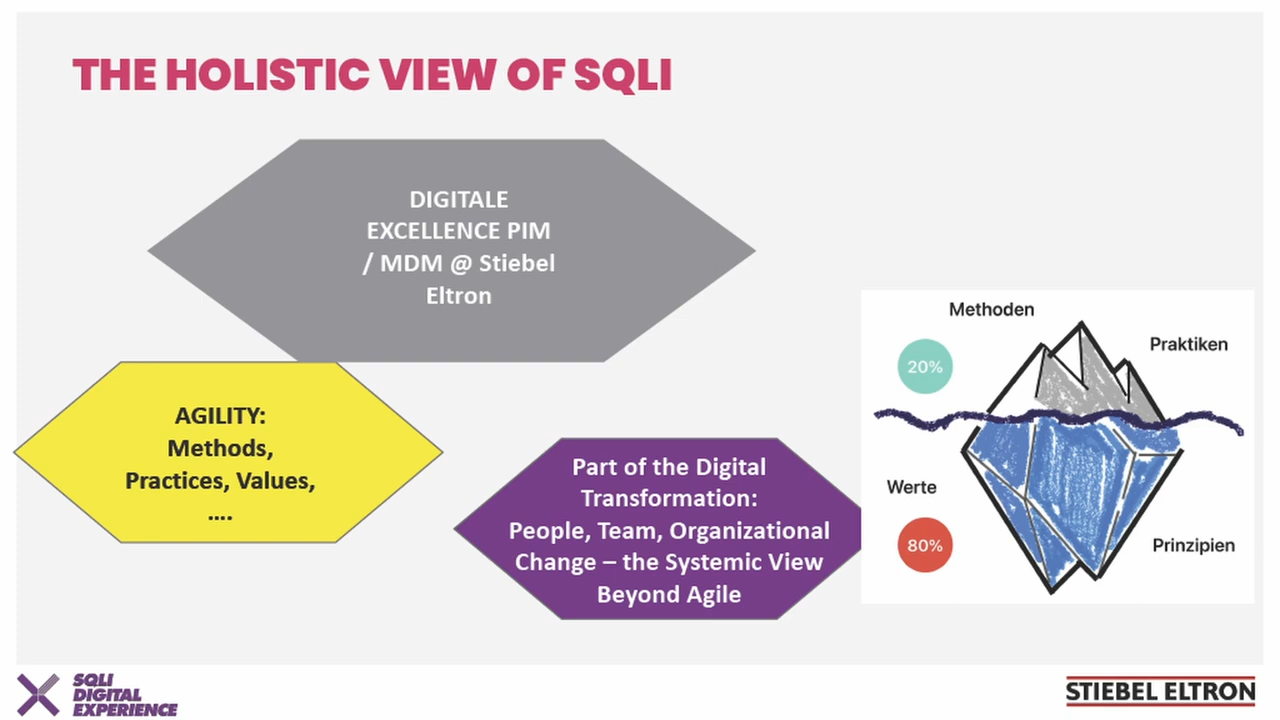 THE HOLISTIC VIEW OF SQLI
DIGITALE
EXCELLENCE PIM
/ MDM @ Stiebel
Eltron
AGILITY:
Methods,
Practices, Values,
....
Part of the Digital
Transformation:
People, Team, Organizational
Change – the Systemic View
Beyond Agile
Methoden
Praktiken
20%
Werte
80%
Prinzipien
SQLI
DIGITAL
EXPERIENCE
STIEBEL ELTRON